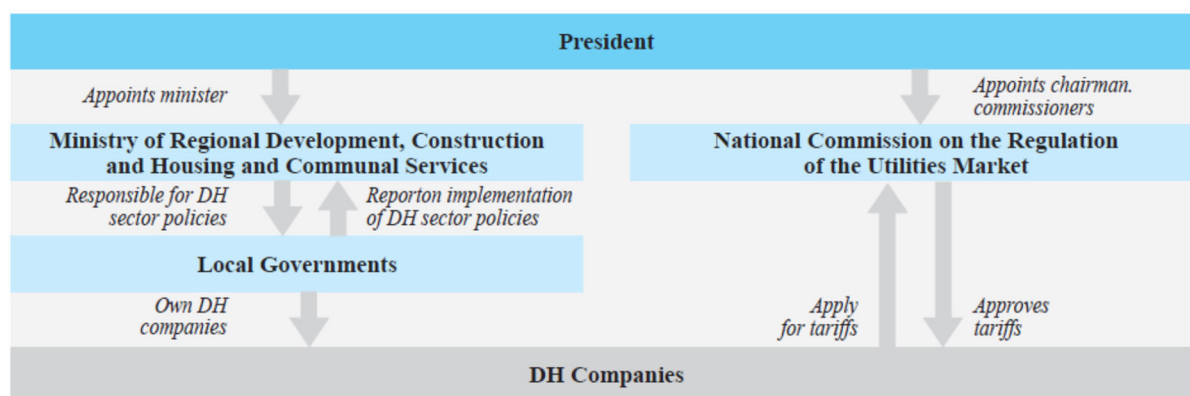 President
Appoints minister
Appoints chairman.
commissioners
Ministry of Regional Development, Construction
and Housing and Communal Services
National Commission on the Regulation
of the Utilities Market
Responsible for DH
sector policies
Reporton implementation
of DH sector policies
Local Governments
Own DH
companies
Apply
for tariffs
Approves
tariffs
DH Companies